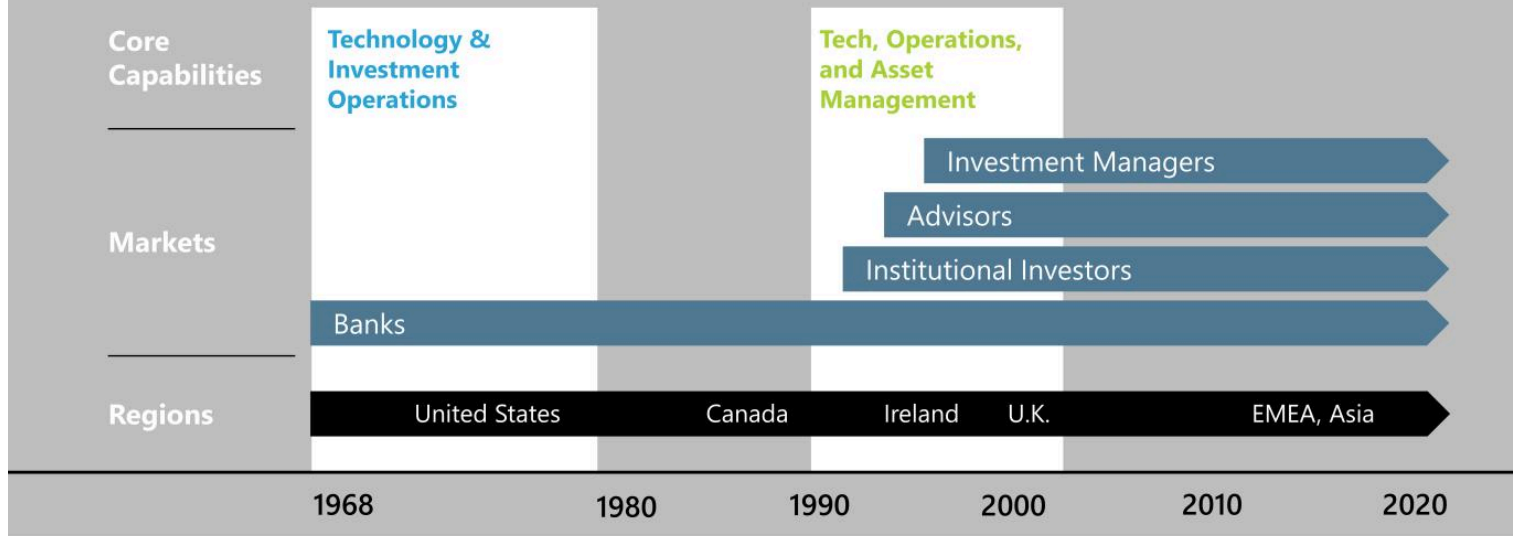 Core
Capabilities
Technology &
Investment
Operations
Tech, Operations,
and Asset
Management
Markets
Investment Managers
Advisors
Institutional Investors
Banks
Regions
United States
Canada
Ireland
U.K.
EMEA, Asia
1968
1980
1990
2000
2010
2020